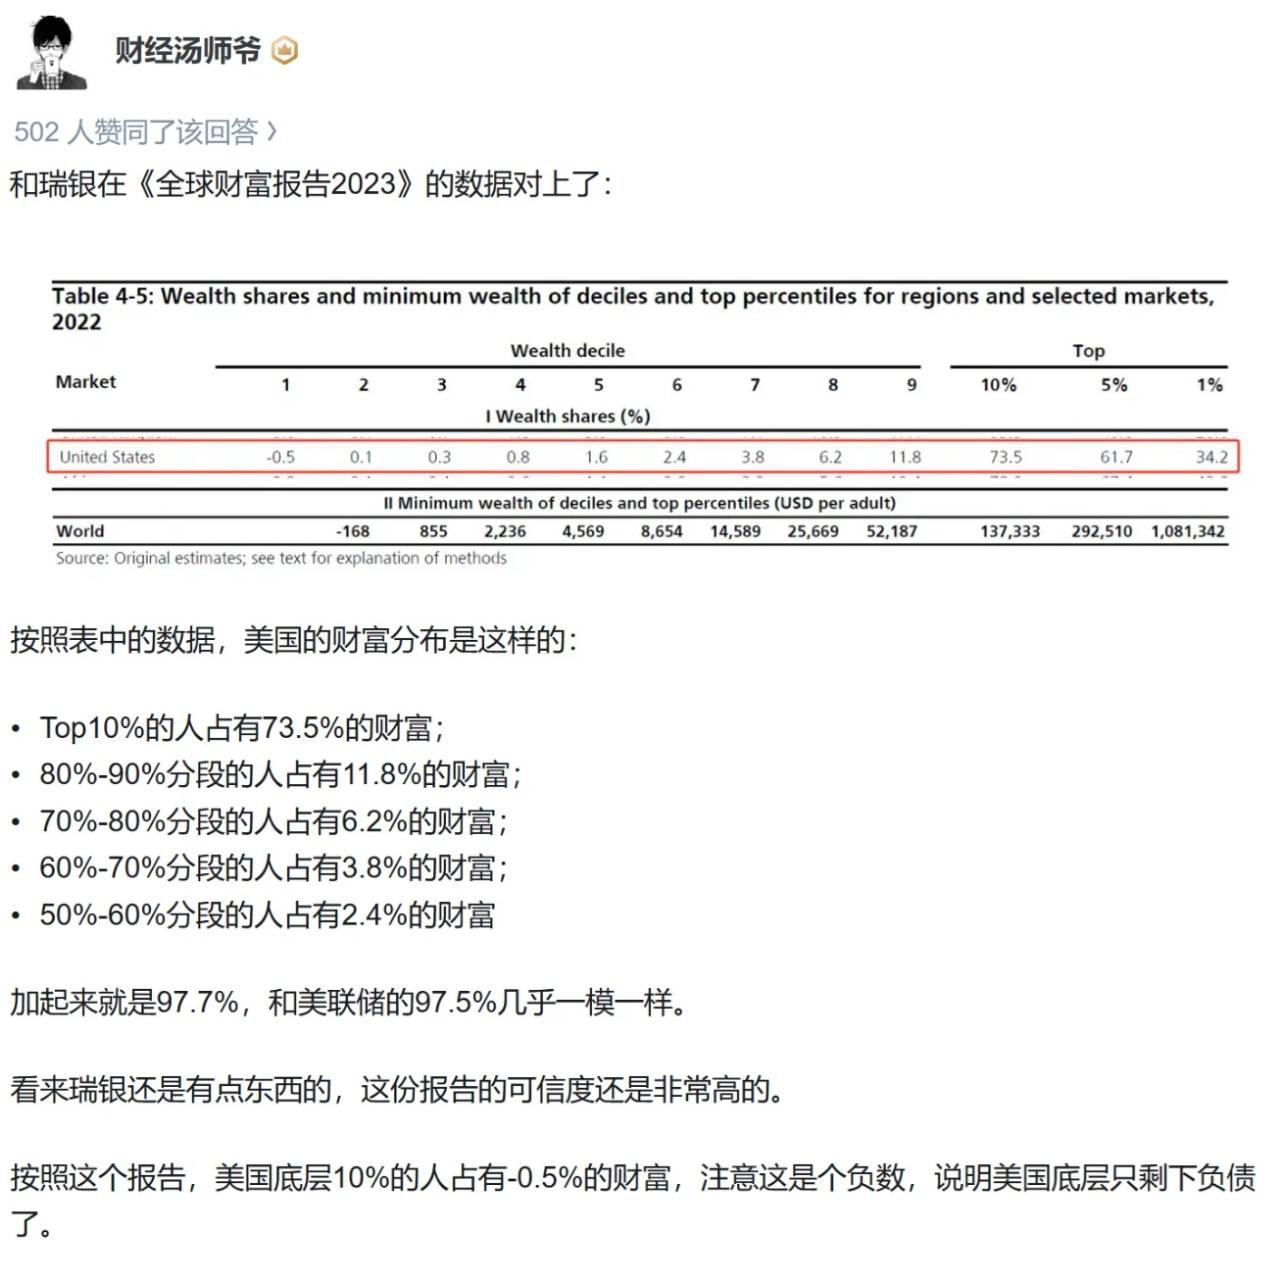 财经汤师爷
502 人赞同了该回答 >
和瑞银在《全球财富报告2023》的数据对上了：
Table 4-5: Wealth shares and minimum wealth of deciles and top percentiles for regions and selected markets,
2022
Wealth decile Top
Market 1 2 3 4 5 6 7 8 9 10% 5% 1%
I Wealth shares (%)
United States -0.5 0.1 0.3 0.8 1.6 2.4 3.8 6.2 11.8 73.5 61.7 34.2
II Minimum wealth of deciles and top percentiles (USD per adult)
World -168 855 2,236 4,569 8,654 14,589 25,669 52,187 137,333 292,510 1,081,342
Source: Original estimates; see text for explanation of methods
按照表中的数据，美国的财富分布是这样的：
• Top10%的人占有73.5%的财富；
• 80%-90%分段的人占有11.8%的财富；
• 70%-80%分段的人占有6.2%的财富；
• 60%-70%分段的人占有3.8%的财富；
• 50%-60%分段的人占有2.4%的财富
加起来就是97.7%，和美联储的97.5%几乎一模一样。
看来瑞银还是有点东西的，这份报告的可信度还是非常高的。
按照这个报告，美国底层10%的人占有-0.5%的财富，注意这是个负数，说明美国底层只剩下负债
了。